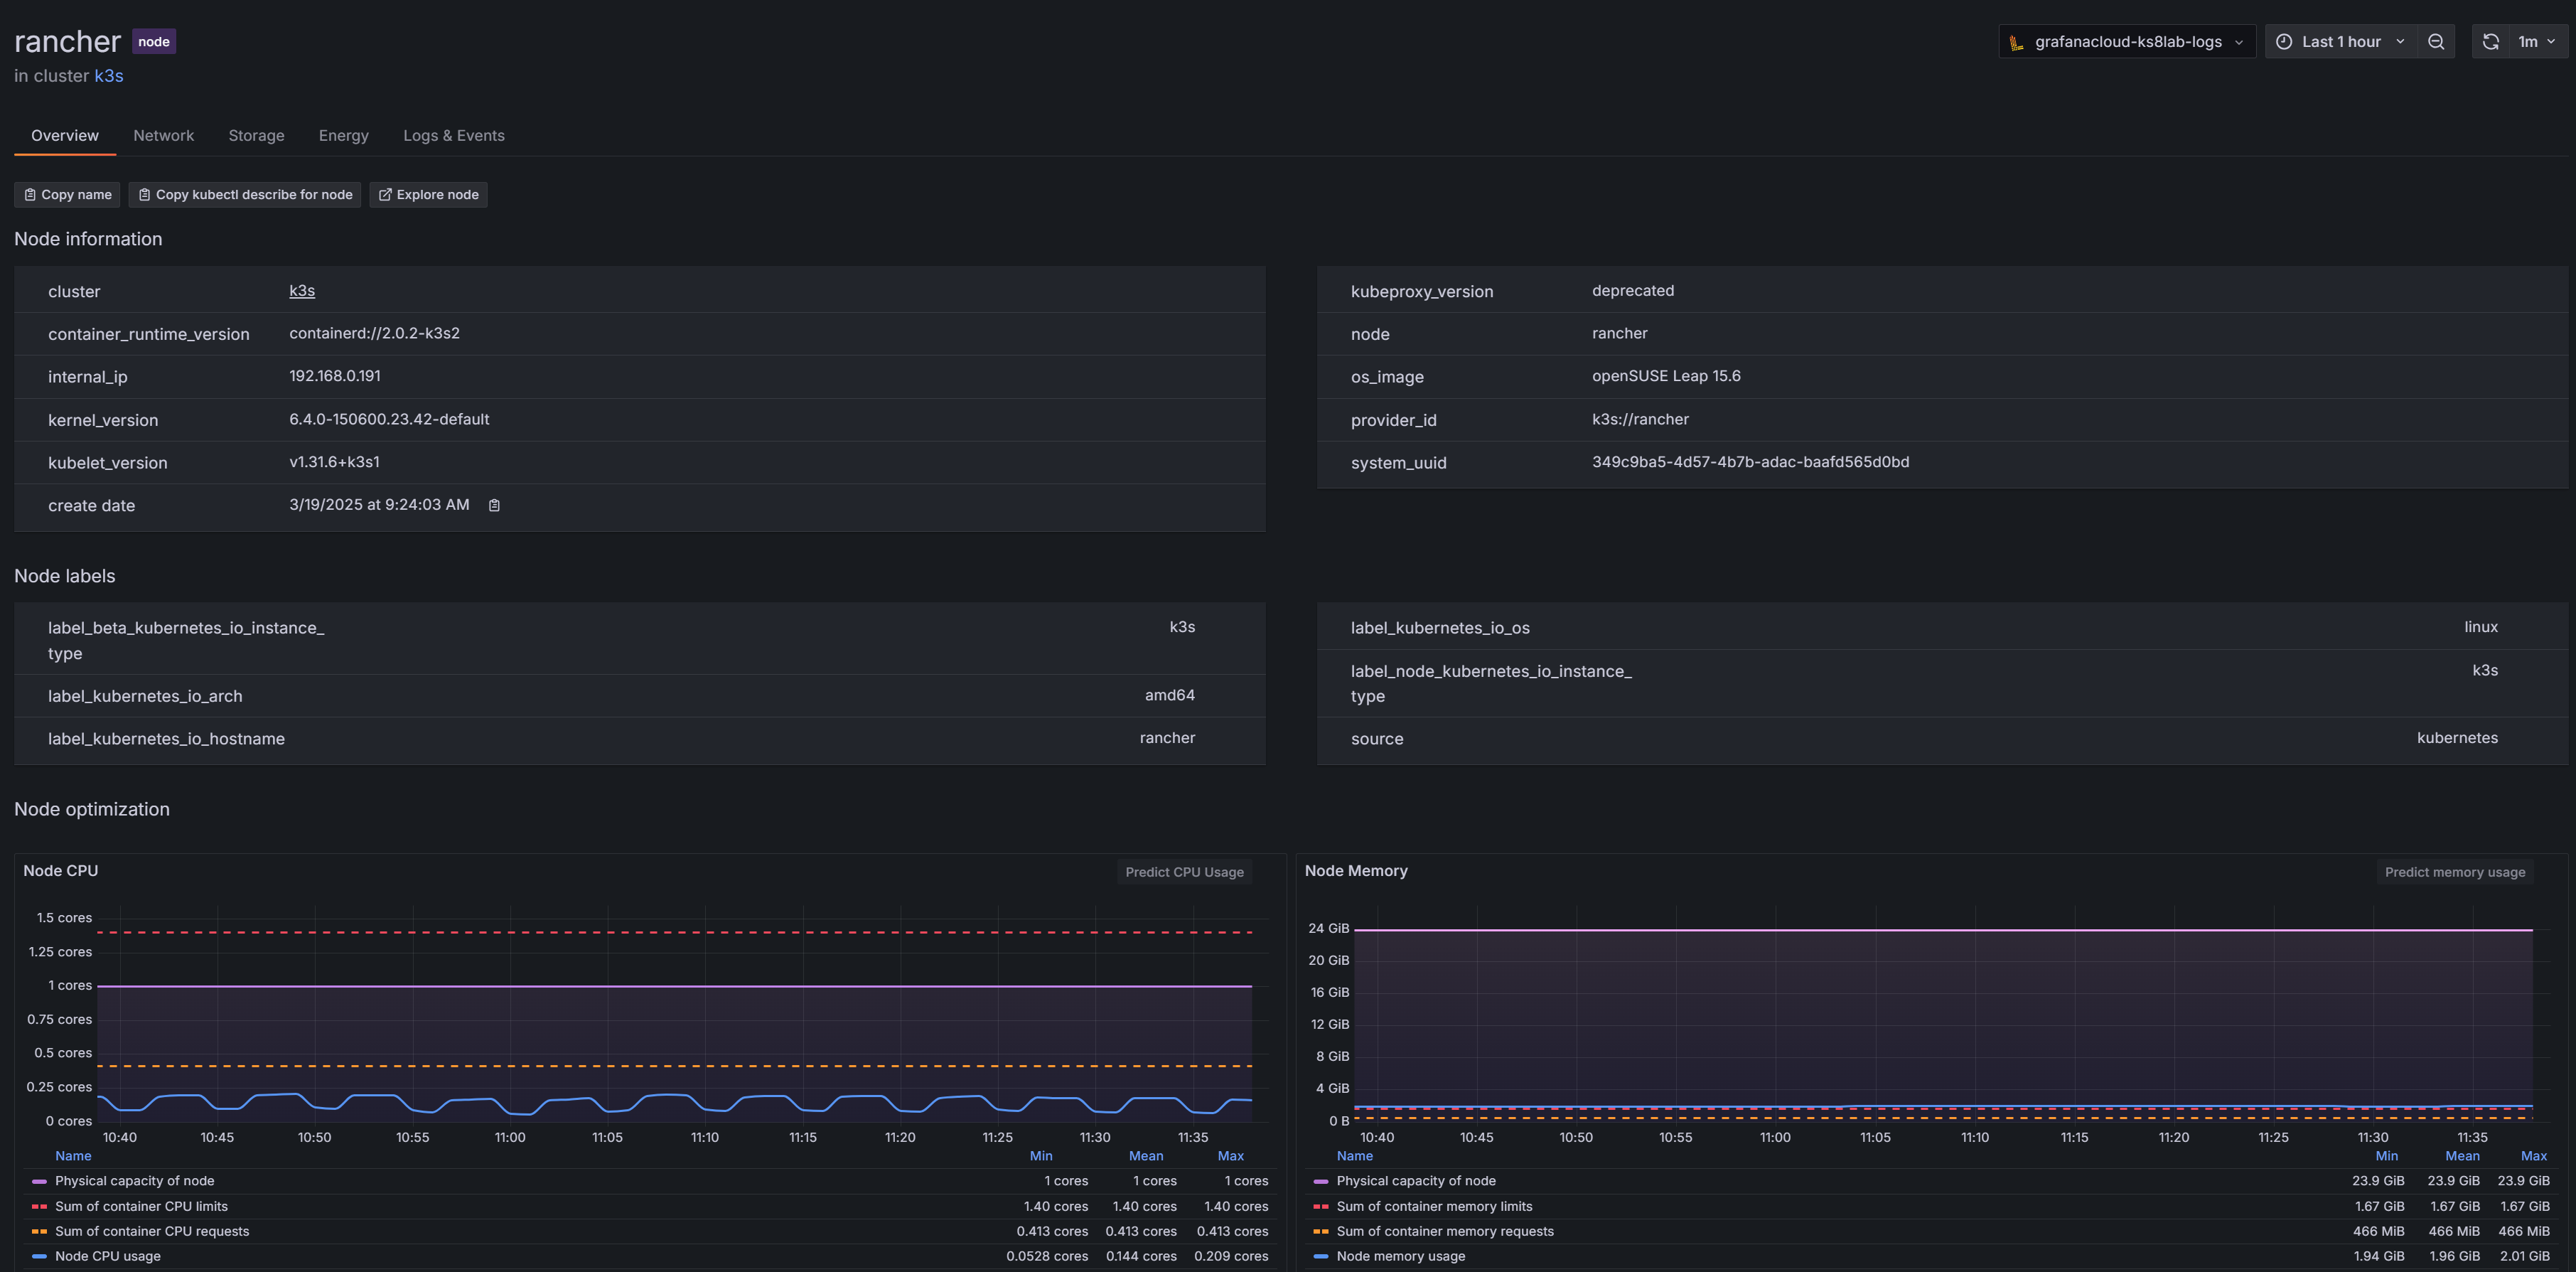 rancher node
in cluster k3s
grafanacloud-ks8lab-logs
Last 1 hour
1m
Overview Network Storage Energy Logs & Events
Copy name Copy kubectl describe for node Explore node
Node information
cluster k3s
container_runtime_version containerd://2.0.2-k3s2
internal_ip 192.168.0.191
kernel_version 6.4.0-150600.23.42-default
kubelet_version v1.31.6+k3s1
create date 3/19/2025 at 9:24:03 AM
kubeproxy_version deprecated
node rancher
os_image openSUSE Leap 15.6
provider_id k3s://rancher
system_uuid 349c9ba5-4d57-4b7b-adac-baafd565d0bd
Node labels
label_beta_kubernetes_io_instance_ k3s
type
label_kubernetes_io_arch amd64
label_kubernetes_io_hostname rancher
label_kubernetes_io_os linux
label_node_kubernetes_io_instance_ k3s
type
source kubernetes
Node optimization
Node CPU Predict CPU Usage
1.5 cores
1.25 cores
1 cores
0.75 cores
0.5 cores
0.25 cores
0 cores
10:40 10:45 10:50 10:55 11:00 11:05 11:10 11:15 11:20 11:25 11:30 11:35
Name Min Mean Max
Physical capacity of node 1 cores 1 cores 1 cores
Sum of container CPU limits 1.40 cores 1.40 cores 1.40 cores
Sum of container CPU requests 0.413 cores 0.413 cores 0.413 cores
Node CPU usage 0.0528 cores 0.144 cores 0.209 cores
Node Memory Predict memory usage
24 GiB
20 GiB
16 GiB
12 GiB
8 GiB
4 GiB
0 B
10:40 10:45 10:50 10:55 11:00 11:05 11:10 11:15 11:20 11:25 11:30 11:35
Name Min Mean Max
Physical capacity of node 23.9 GiB 23.9 GiB 23.9 GiB
Sum of container memory limits 1.67 GiB 1.67 GiB 1.67 GiB
Sum of container memory requests 466 MiB 466 MiB 466 MiB
Node memory usage 1.94 GiB 1.96 GiB 2.01 GiB